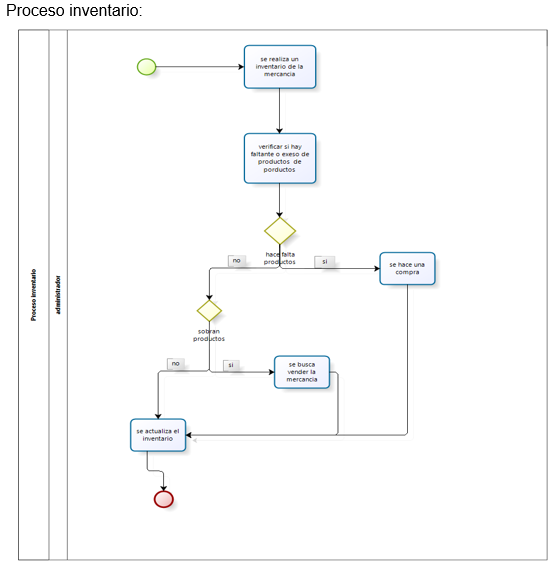 Proceso inventario:
Proceso inventario
administrador
se realiza un
inventario de la
mercancia
verificar si hay
faltante o exeso de
productos de
porductos
hace falta
productos
no
si
se hace una
compra
sobran
productos
no
si
se busca
vender la
mercancia
se actualiza el
inventario